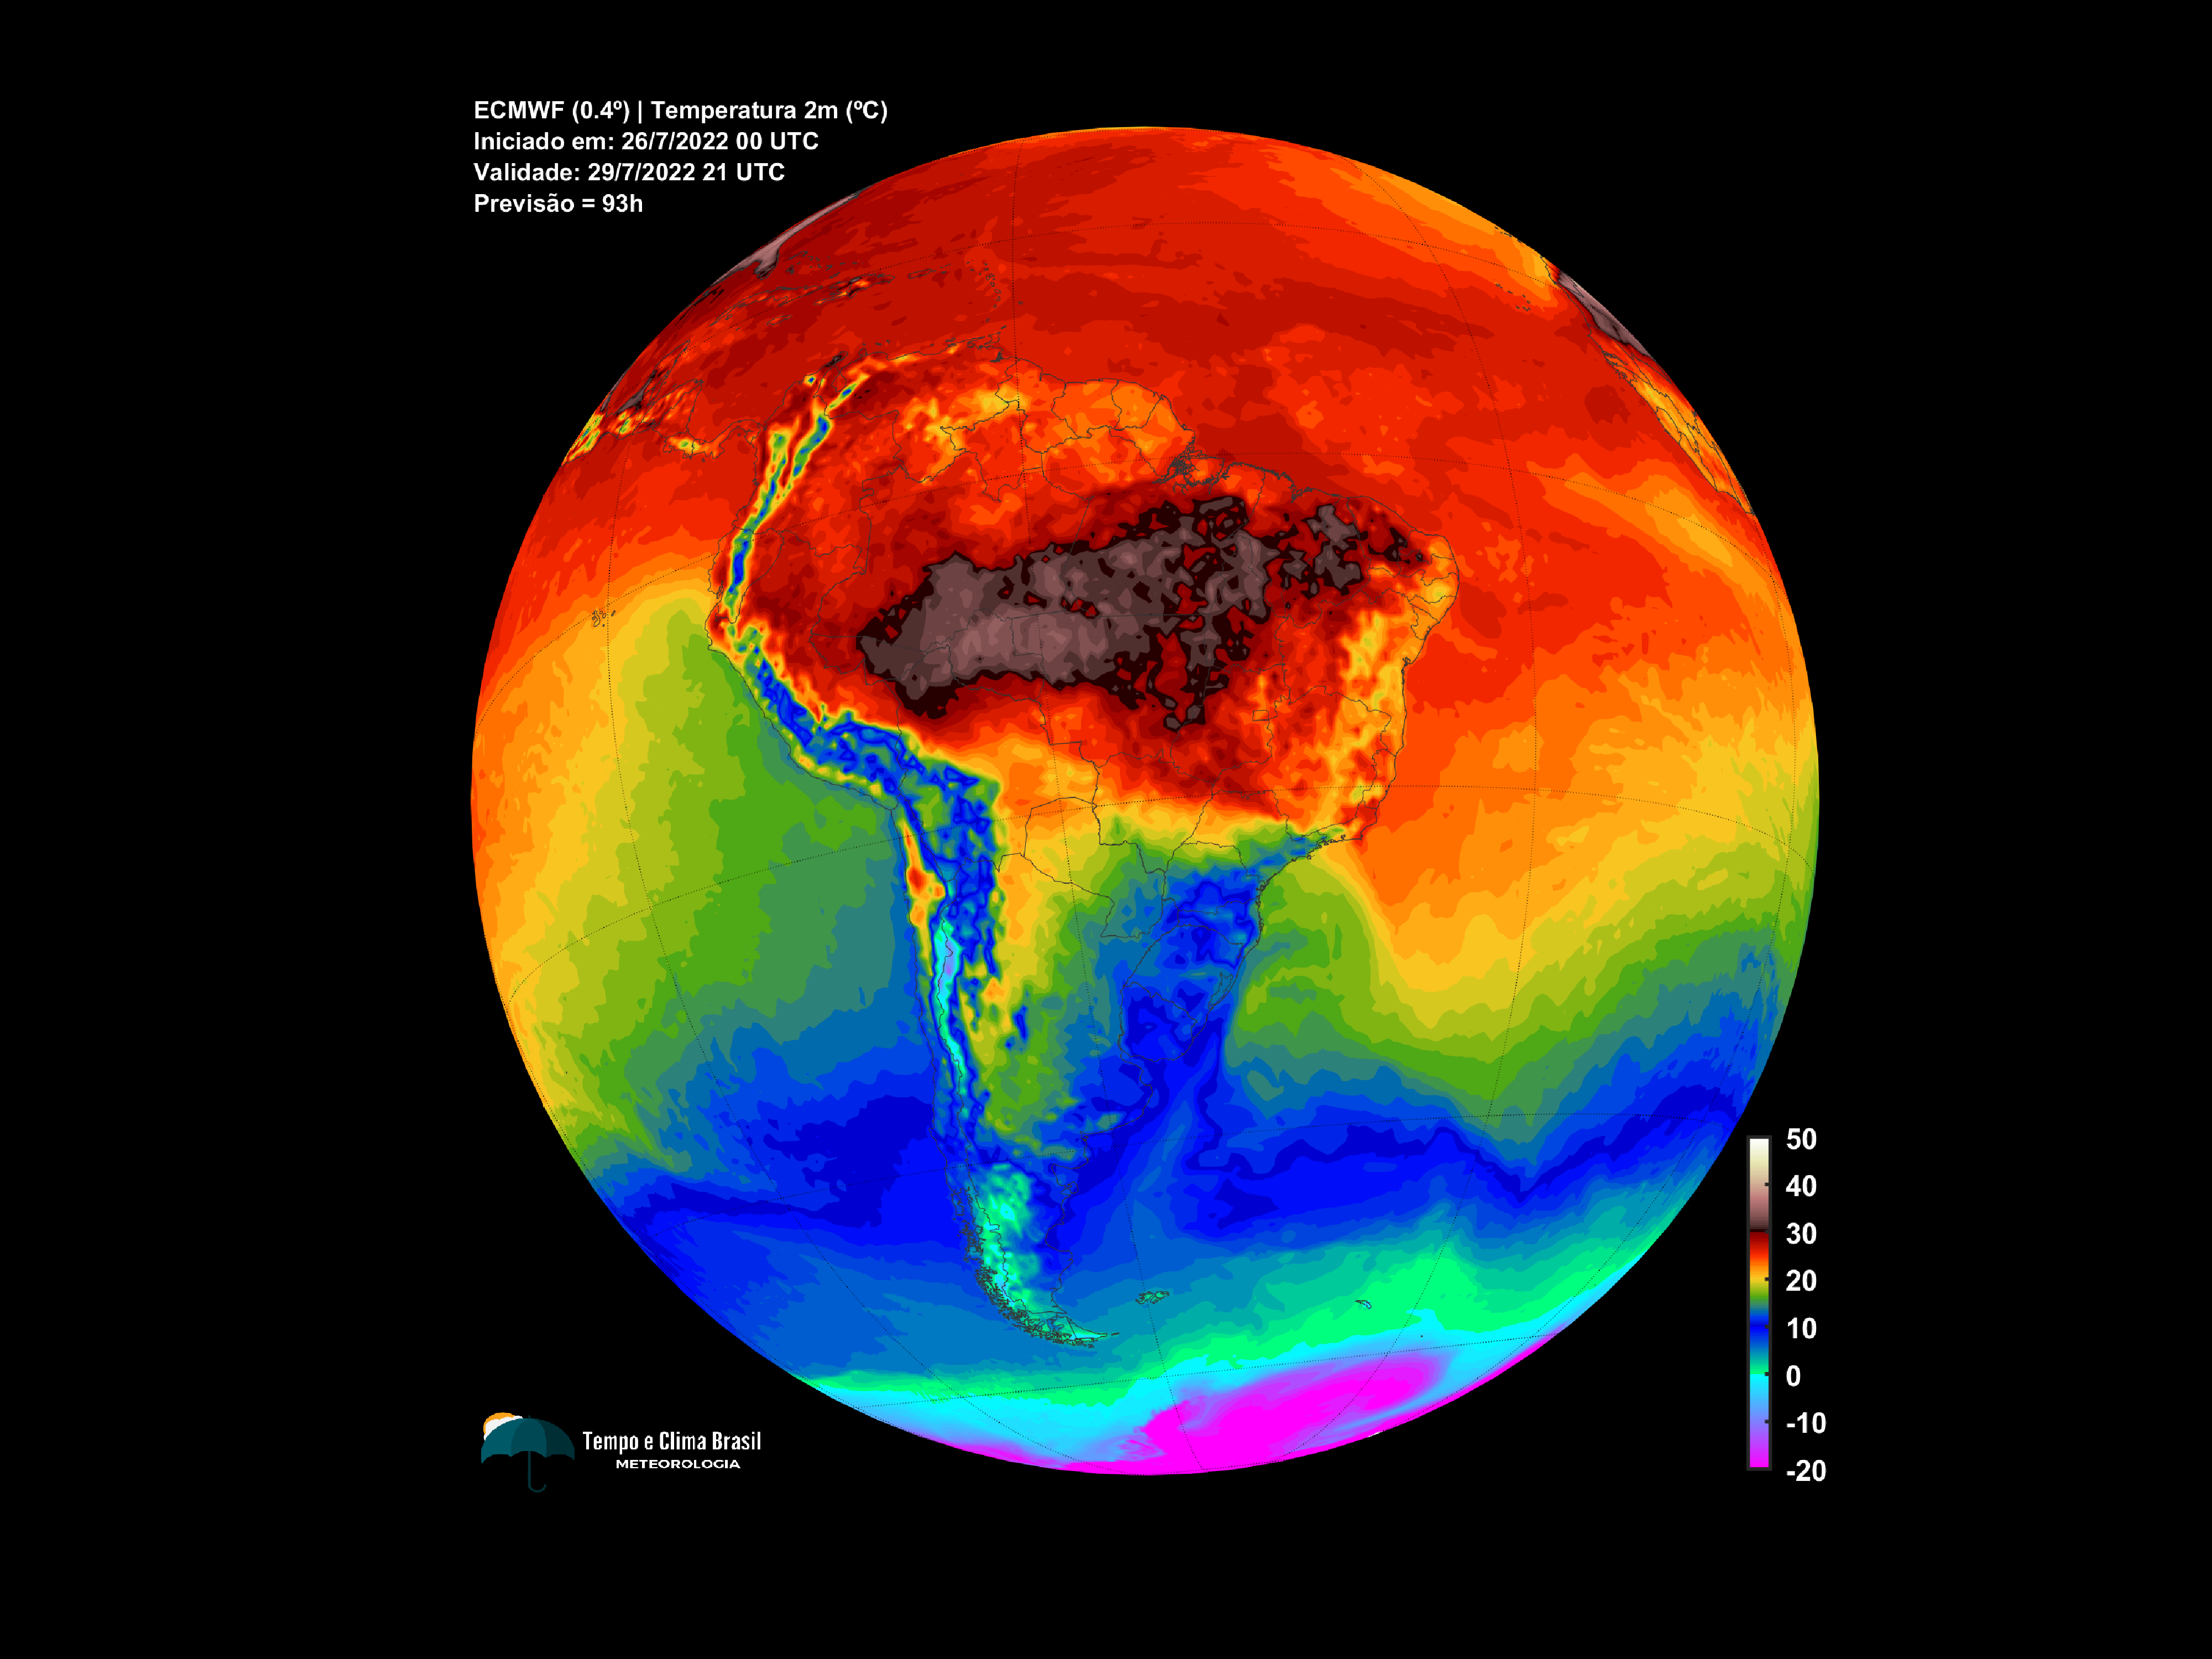 ECMWF (0.4º) | Temperatura 2m (ºC)
Iniciado em: 26/7/2022 00 UTC
Validade: 29/7/2022 21 UTC
Previsão = 93h
50
40
30
20
10
0
-10
-20
Tempo e Clima Brasil
METEOROLOGIA